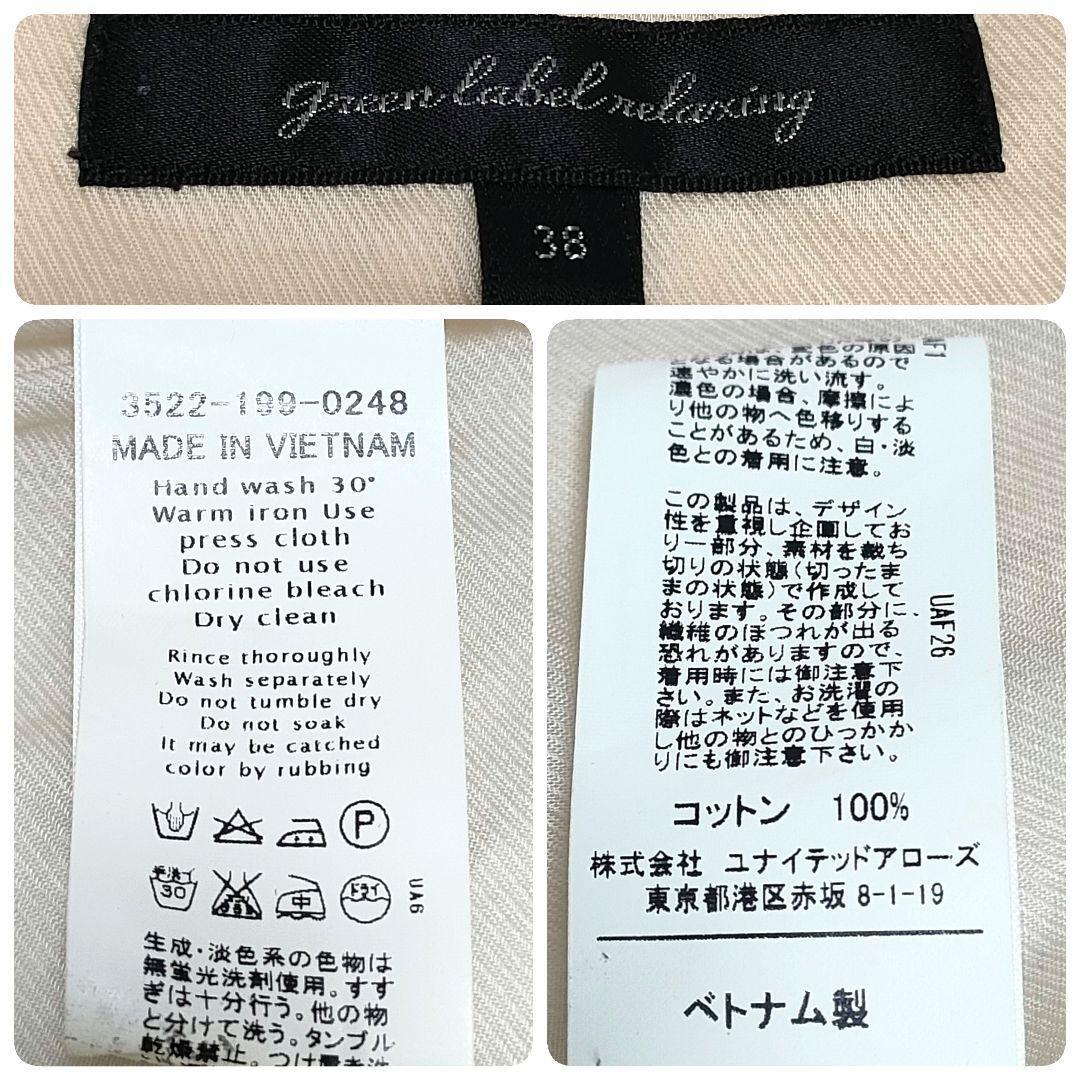 green label relaxing
38
3522-199-0248
MADE IN VIETNAM
Hand wash 30°
Warm iron Use
press cloth
Do not use
chlorine bleach
Dry clean
Rince thoroughly
Wash separately
Do not tumble dry
Do not soak
It may be catched
color by rubbing
P
手洗イ
30
中
ドライ
UA6
生成・淡色系の色物は
無蛍光洗剤使用。すす
ぎは十分行う。他の物
と分けて洗う。タンブル
乾燥禁止。つけ置き洗
NF1
の原因
となる場合があるので
速やかに洗い流す。
濃色の場合、摩擦によ
り他の物へ色移りする
ことがあるため、白・淡
色との着用に注意。
この製品は、デザイン
性を重視し企画してお
り一部分、素材を裁ち
切りの状態(切ったま
まの状態)で作成して
おります。その部分に、
繊維のほつれが出る
恐れがありますので、
着用時には御注意下
さい。また、お洗濯の
際はネットなどを使用
し他の物とのひっかか
りにも御注意下さい。
UAF26
コットン 100%
株式会社 ユナイテッドアローズ
東京都港区赤坂 8-1-19
ベトナム製